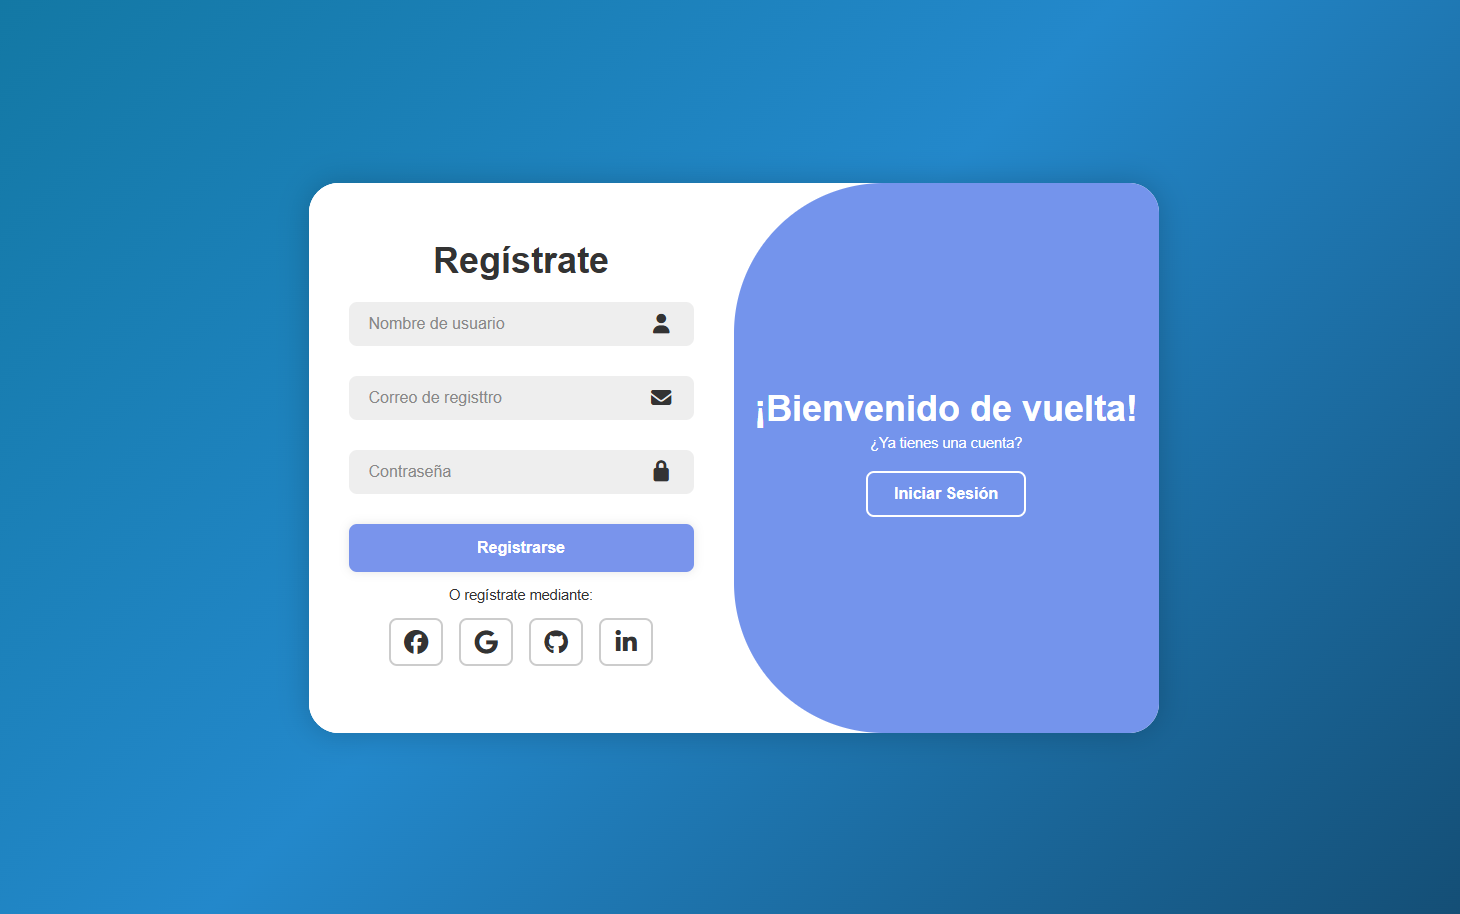 Regístrate
Nombre de usuario
Correo de registtro
Contraseña
Registrarse
O regístrate mediante:
¡Bienvenido de vuelta!
¿Ya tienes una cuenta?
Iniciar Sesión